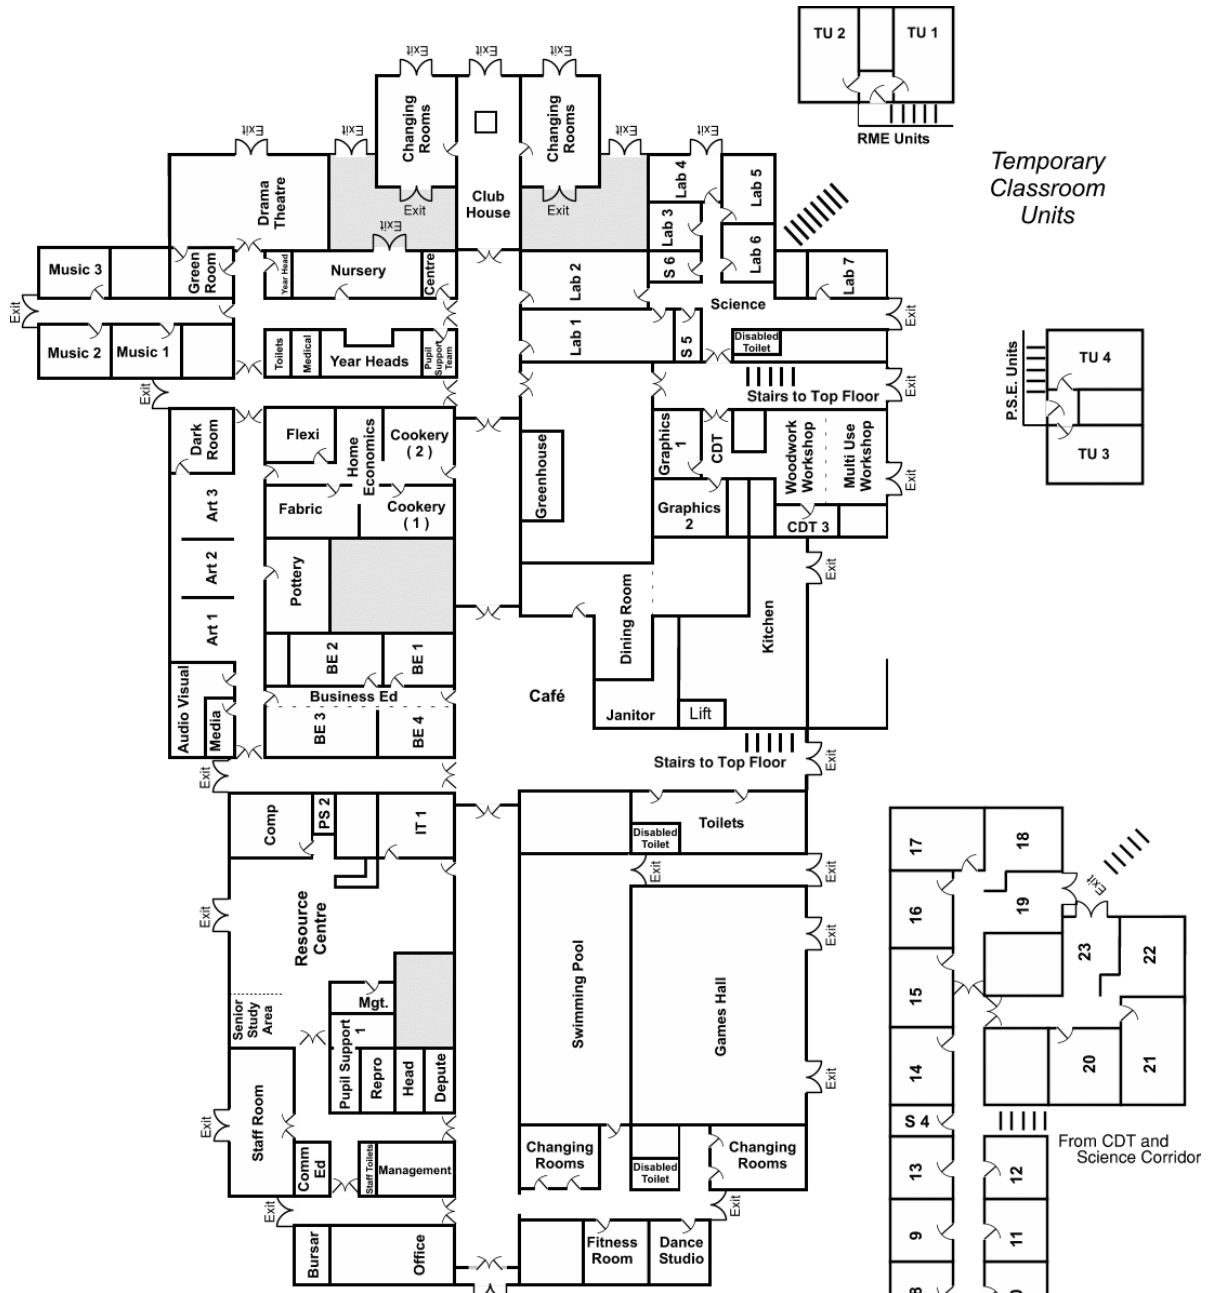 TU 2
TU 1
RME Units
Temporary
Classroom
Units
Exit
Exit
Exit
Changing
Rooms
Changing
Rooms
Exit
Exit
Exit
Exit
Exit
Exit
Exit
Drama
Theatre
Club
House
Lab 4
Lab 5
Lab 3
Lab 6
S 6
Lab 7
Music 3
Green
Room
Year Head
Nursery
Centre
Lab 2
Science
Exit
Exit
Music 2
Music 1
Toilets
Medical
Year Heads
Pupil
Support
Team
Lab 1
S 5
Disabled
Toilet
TU 4
P.S.E. Units
TU 3
Exit
Exit
Stairs to Top Floor
Dark
Room
Flexi
Home
Economics
Cookery
( 2 )
Graphics
1
CDT
Woodwork
Workshop
Multi Use
Workshop
Exit
Art 3
Fabric
Cookery
( 1 )
Greenhouse
Graphics
2
CDT 3
Art 2
Pottery
Exit
Art 1
Dining Room
Kitchen
BE 2
BE 1
Business Ed
Café
Audio Visual
Media
BE 3
BE 4
Janitor
Lift
Exit
Stairs to Top Floor
Exit
Comp
PS 2
IT 1
Toilets
Disabled
Toilet
Exit
Exit
17
18
Exit
16
19
Exit
Resource
Centre
Exit
23
22
Swimming Pool
Games Hall
15
Mgt.
Senior
Study
Area
Pupil Support
1
Repro
Head
Depute
Exit
14
20
21
Exit
Staff Room
S 4
From CDT and
Science Corridor
Comm
Ed
Staff Toilets
Management
Changing
Rooms
Disabled
Toilet
Changing
Rooms
13
12
Exit
Exit
9
11
Bursar
Office
Fitness
Room
Dance
Studio